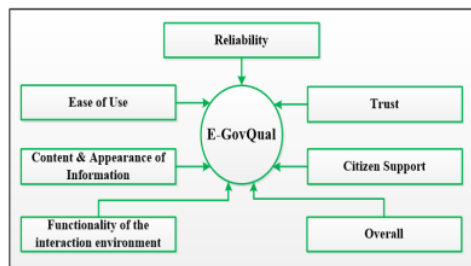 Reliability
Ease of Use
Trust
E-GovQual
Content & Appearance of
Information
Citizen Support
Functionality of the
interaction environment
Overall